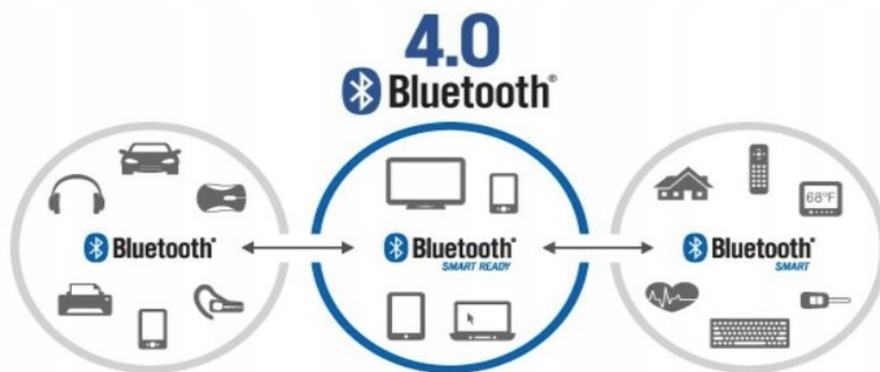 4.0
Bluetooth®
68°F
Bluetooth®
Bluetooth®
SMART READY
Bluetooth®
SMART